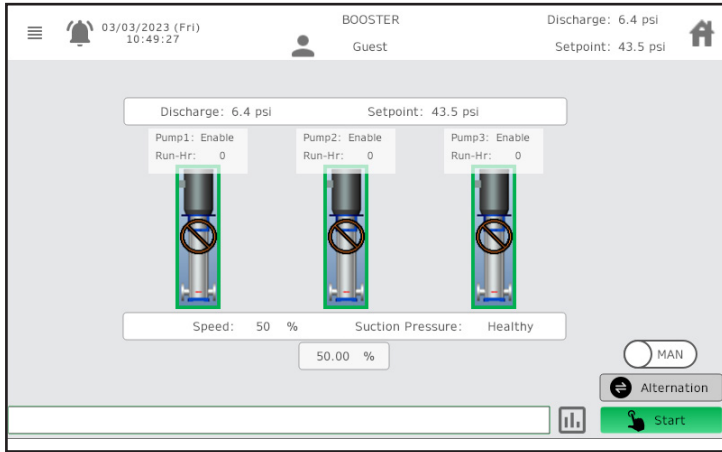 03/03/2023 (Fri)
10:49:27
BOOSTER
Guest
Discharge: 6.4 psi
Setpoint: 43.5 psi
Discharge: 6.4 psi Setpoint: 43.5 psi
Pump1: Enable Pump2: Enable Pump3: Enable
Run-Hr: 0 Run-Hr: 0 Run-Hr: 0
Speed: 50 % Suction Pressure: Healthy
50.00 %
MAN
Alternation
Start